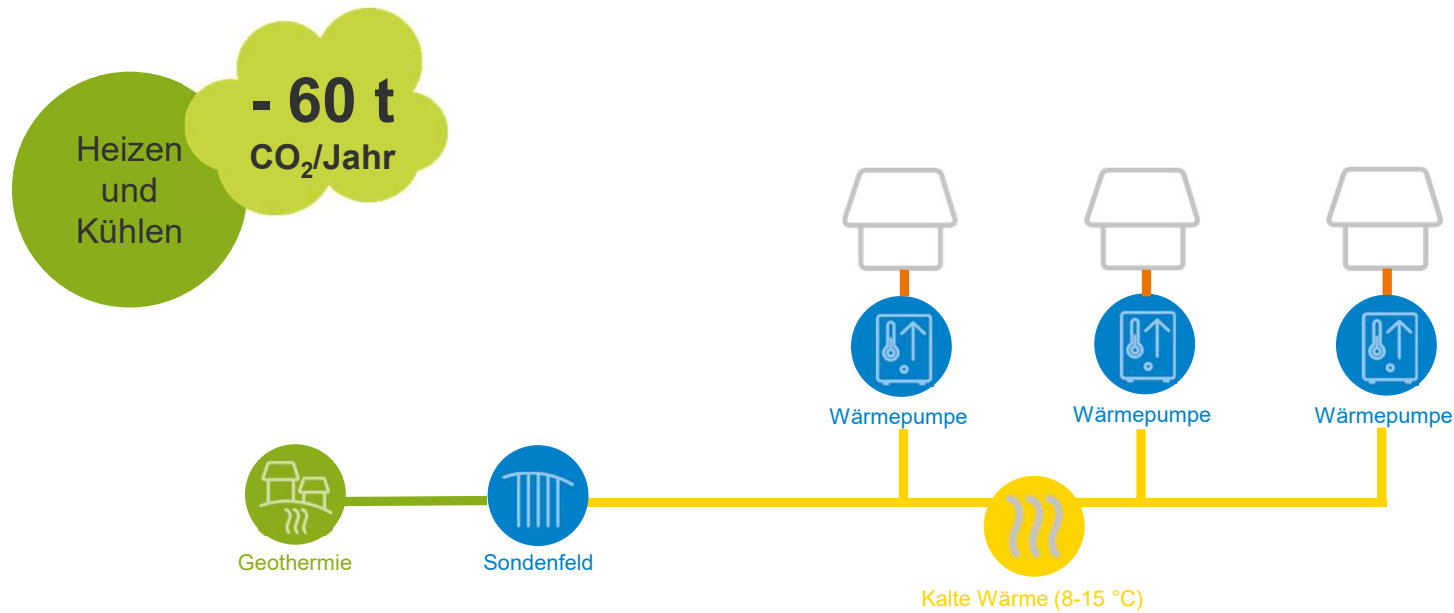 - 60 t
CO₂/Jahr
Heizen
und
Kühlen
Wärmepumpe
Wärmepumpe
Wärmepumpe
Geothermie
Sondenfeld
Kalte Wärme (8-15 °C)